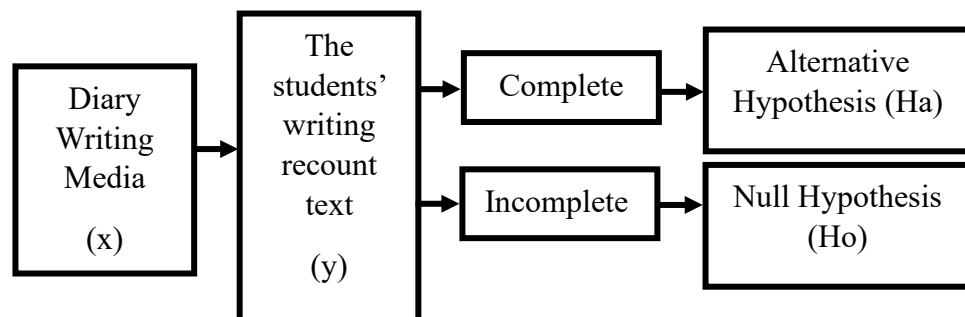 Diary
Writing
Media
(x)
The
students’
writing
recount
text
(y)
Complete
Incomplete
Alternative
Hypothesis (Ha)
Null Hypothesis
(Ho)